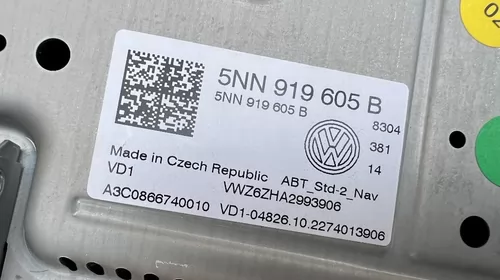 5NN 919 605 B
5NN 919 605 B
8304
381
14
Made in Czech Republic ABT_Std-2_Nav
VD1 VWZ6ZHA2993906
A3C0866740010 VD1-04826.10.2274013906